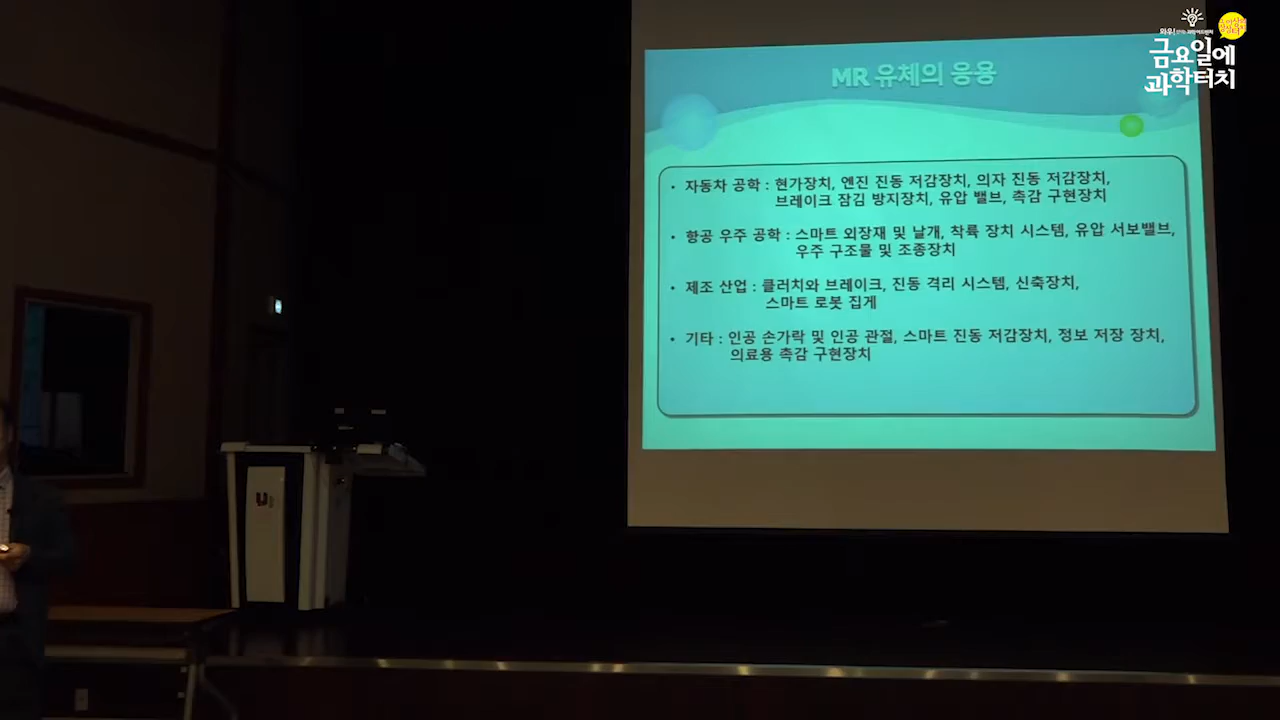 금요일에
과학터치
MR 유체의 응용
• 자동차 공학 : 현가장치, 엔진 진동 저감장치, 의자 진동 저감장치,
브레이크 잠김 방지장치, 유압 밸브, 촉감 구현장치
• 항공 우주 공학 : 스마트 외장재 및 날개, 착륙 장치 시스템, 유압 서보밸브,
우주 구조물 및 조종장치
• 제조 산업 : 클러치와 브레이크, 진동 격리 시스템, 신축장치,
스마트 로봇 집게
• 기타 : 인공 손가락 및 인공 관절, 스마트 진동 저감장치, 정보 저장 장치,
의료용 촉감 구현장치